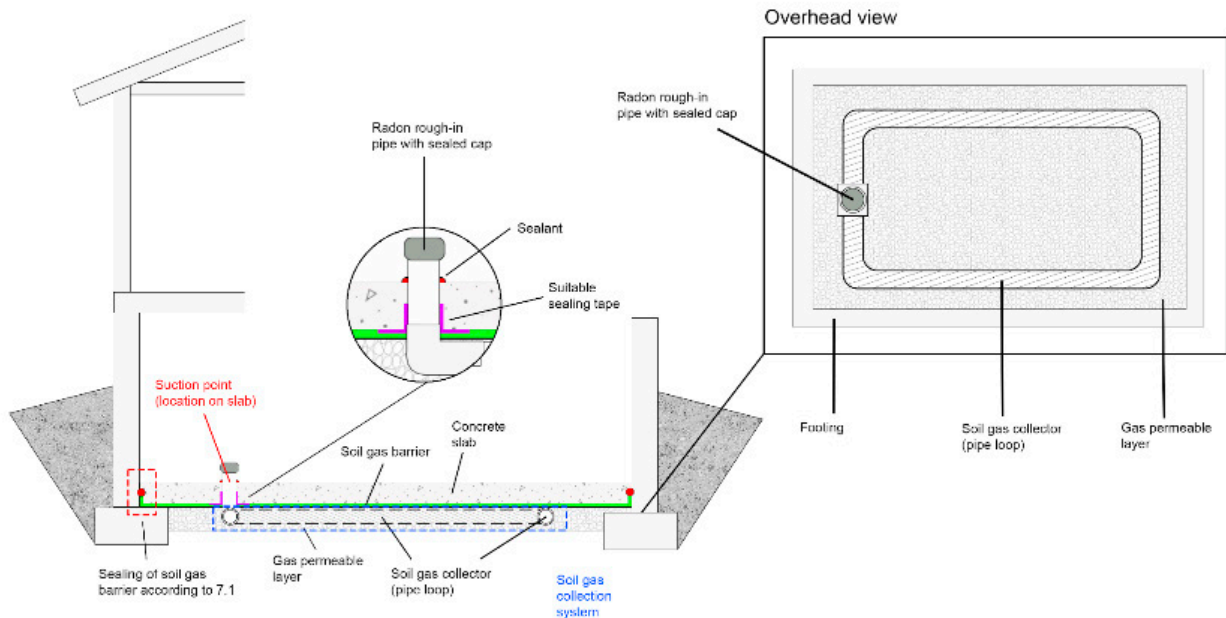 Overhead view
Radon rough-in
pipe with sealed cap
Radon rough-in
pipe with sealed cap
Sealant
Suitable
sealing tape
Suction point
(location on slab)
Concrete
slab
Soil gas barrier
Footing
Soil gas collector
(pipe loop)
Gas permeable
layer
Sealing of soil gas
barrier according to 7.1
Gas permeable
layer
Soil gas collector
(pipe loop)
Soil gas
collection
system